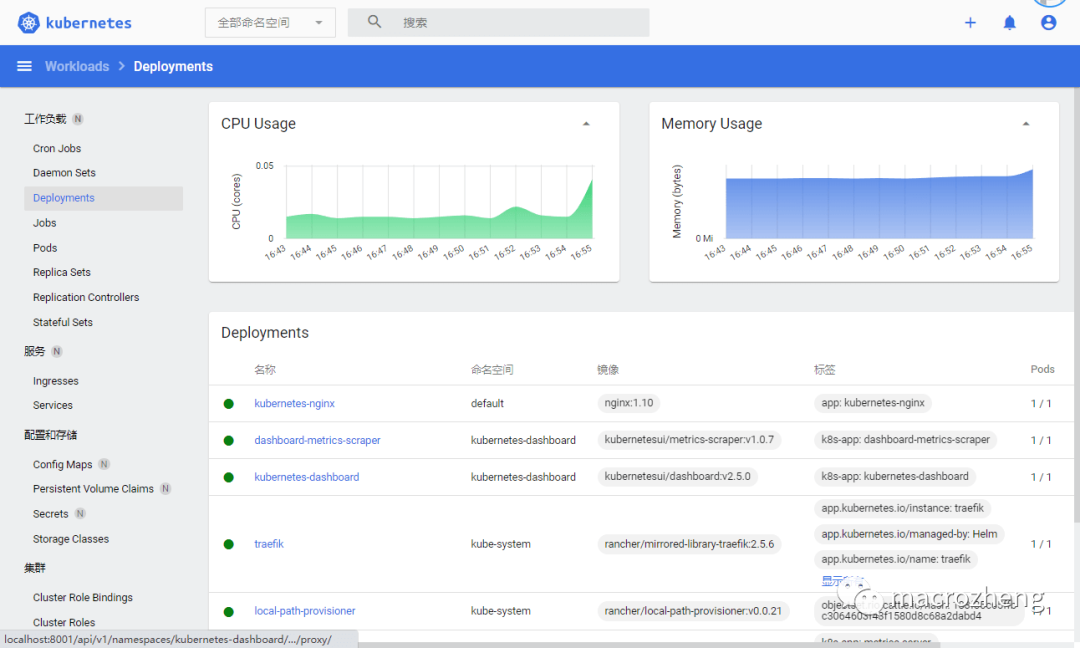 kubernetes
全部命名空间
搜索
Workloads > Deployments
工作负载 N
Cron Jobs
Daemon Sets
Deployments
Jobs
Pods
Replica Sets
Replication Controllers
Stateful Sets
服务 N
Ingresses
Services
配置和存储
Config Maps N
Persistent Volume Claims N
Secrets N
Storage Classes
集群
Cluster Role Bindings
Cluster Roles
localhost:8001/api/v1/namespaces/kubernetes-dashboard/.../proxy/
CPU Usage
CPU (cores)
0.05
0
16:43 16:44 16:45 16:46 16:47 16:48 16:49 16:50 16:51 16:52 16:53 16:54 16:55
Memory Usage
Memory (bytes)
0 Mi
16:43 16:44 16:45 16:46 16:47 16:48 16:49 16:50 16:51 16:52 16:53 16:54 16:55
Deployments
名称 命名空间 镜像 标签 Pods
kubernetes-nginx default nginx:1.10 app: kubernetes-nginx 1 / 1
dashboard-metrics-scraper kubernetes-dashboard kubernetesui/metrics-scraper:v1.0.7 k8s-app: dashboard-metrics-scraper 1 / 1
kubernetes-dashboard kubernetes-dashboard kubernetesui/dashboard:v2.5.0 k8s-app: kubernetes-dashboard 1 / 1
app.kubernetes.io/instance: traefik
app.kubernetes.io/managed-by: Helm
traefik kube-system rancher/mirrored-library-traefik:2.5.6 1 / 1
app.kubernetes.io/name: traefik
显示
local-path-provisioner kube-system rancher/local-path-provisioner:v0.0.21 1 / 1
k8s-app: metrics-server
macrozheng